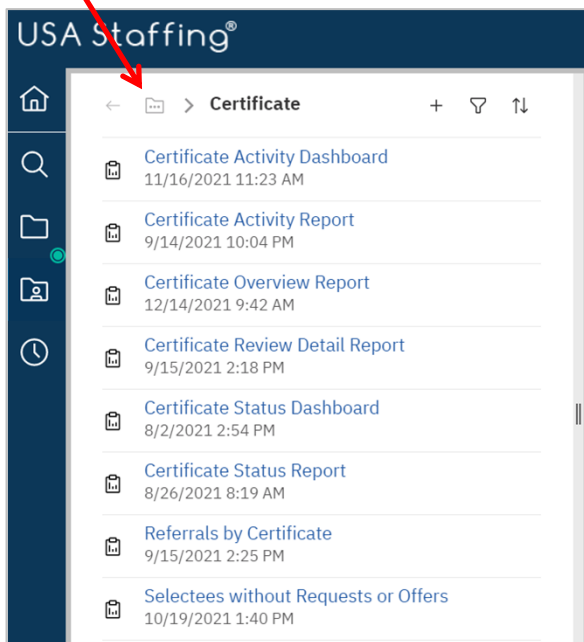 USA Staffing®
Certificate
Certificate Activity Dashboard
11/16/2021 11:23 AM
Certificate Activity Report
9/14/2021 10:04 PM
Certificate Overview Report
12/14/2021 9:42 AM
Certificate Review Detail Report
9/15/2021 2:18 PM
Certificate Status Dashboard
8/2/2021 2:54 PM
Certificate Status Report
8/26/2021 8:19 AM
Referrals by Certificate
9/15/2021 2:25 PM
Selectees without Requests or Offers
10/19/2021 1:40 PM